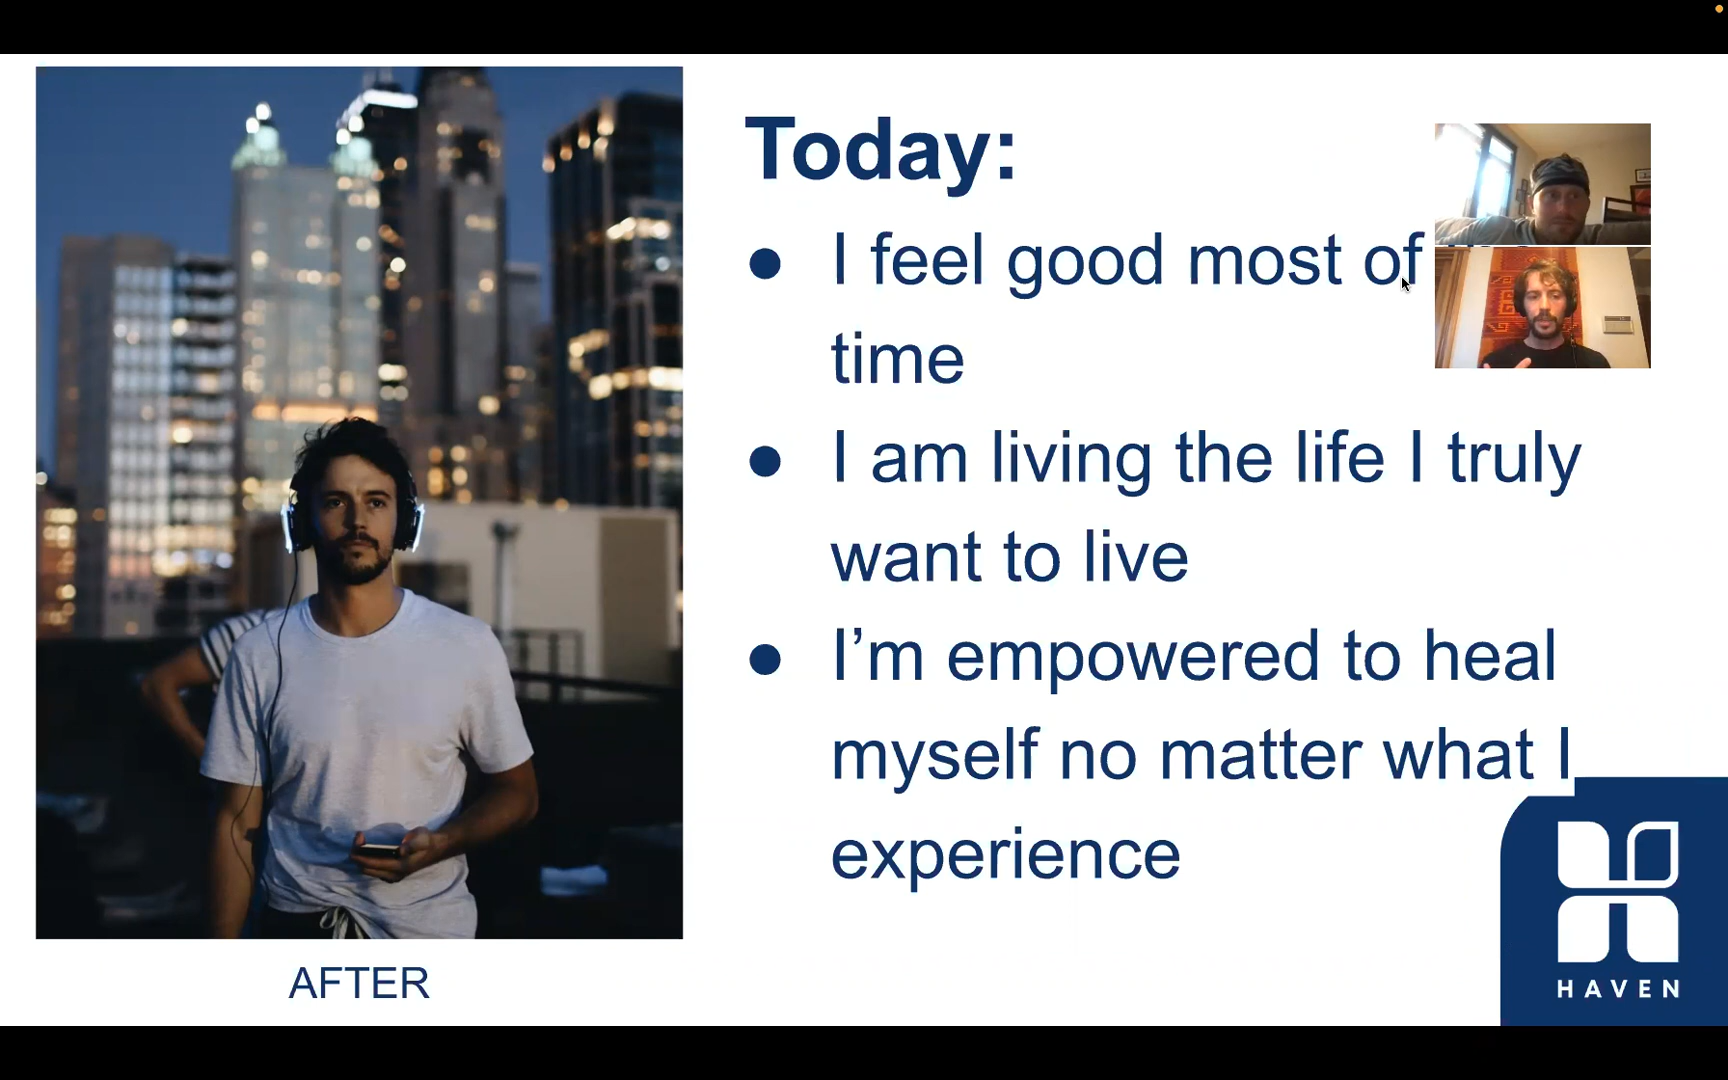 Today:
● I feel good most of
time
● I am living the life I truly
want to live
● I'm empowered to heal
myself no matter what I
experience
AFTER
HAVEN